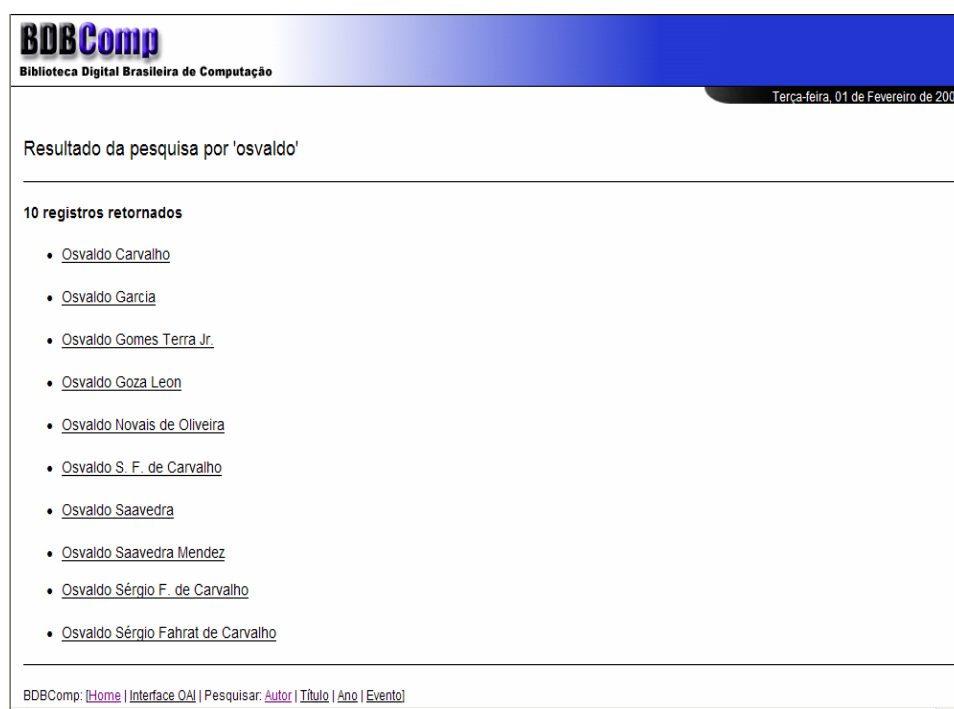 BDBComp
Biblioteca Digital Brasileira de Computação
Terça-feira, 01 de Fevereiro de 200
Resultado da pesquisa por 'osvaldo'
10 registros retornados
• Osvaldo Carvalho
• Osvaldo Garcia
• Osvaldo Gomes Terra Jr.
• Osvaldo Goza Leon
• Osvaldo Novais de Oliveira
• Osvaldo S. F. de Carvalho
• Osvaldo Saavedra
• Osvaldo Saavedra Mendez
• Osvaldo Sérgio F. de Carvalho
• Osvaldo Sérgio Fahrat de Carvalho
BDBComp: [Home | Interface OAI | Pesquisar: Autor | Título | Ano | Evento]